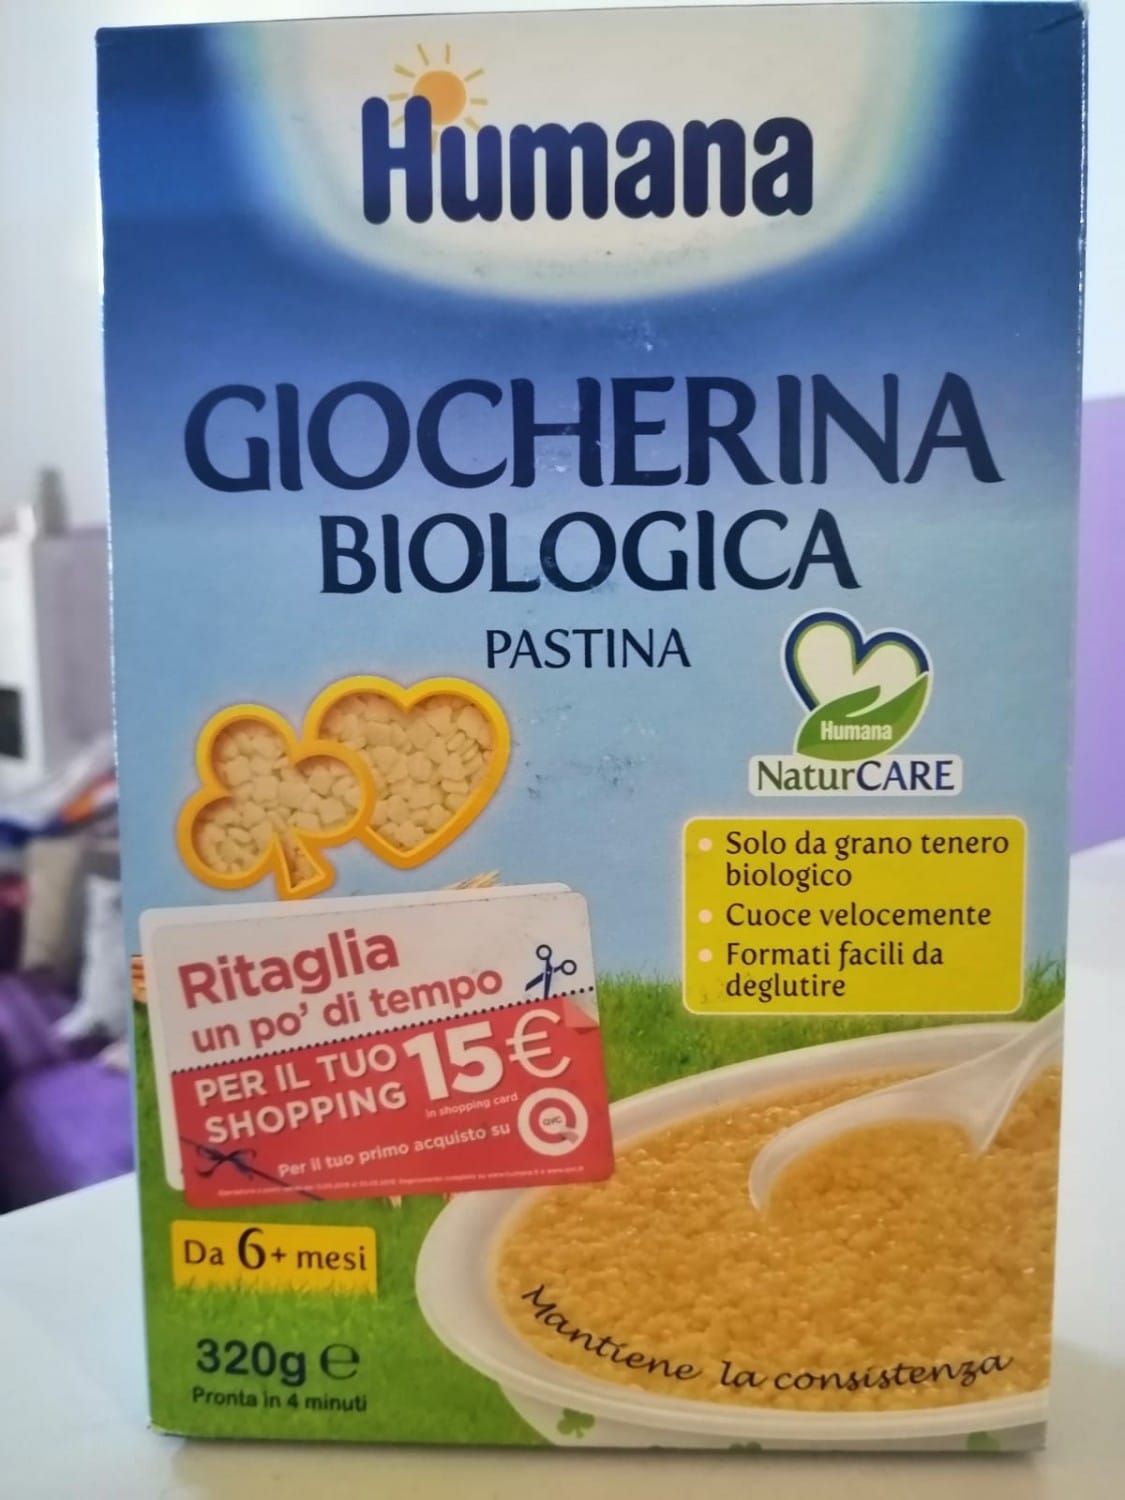 Humana
GIOCHERINA
BIOLOGICA
PASTINA
Humana
NaturCARE
Solo da grano tenero
biologico
Cuoce velocemente
Formati facili da
deglutire
Ritaglia
un po' di tempo
PER IL TUO
SHOPPING
15€
in shopping card
Per il tuo primo acquisto su
QVC
Da 6+ mesi
320g ℮
Pronta in 4 minuti
Mantiene la consistenza